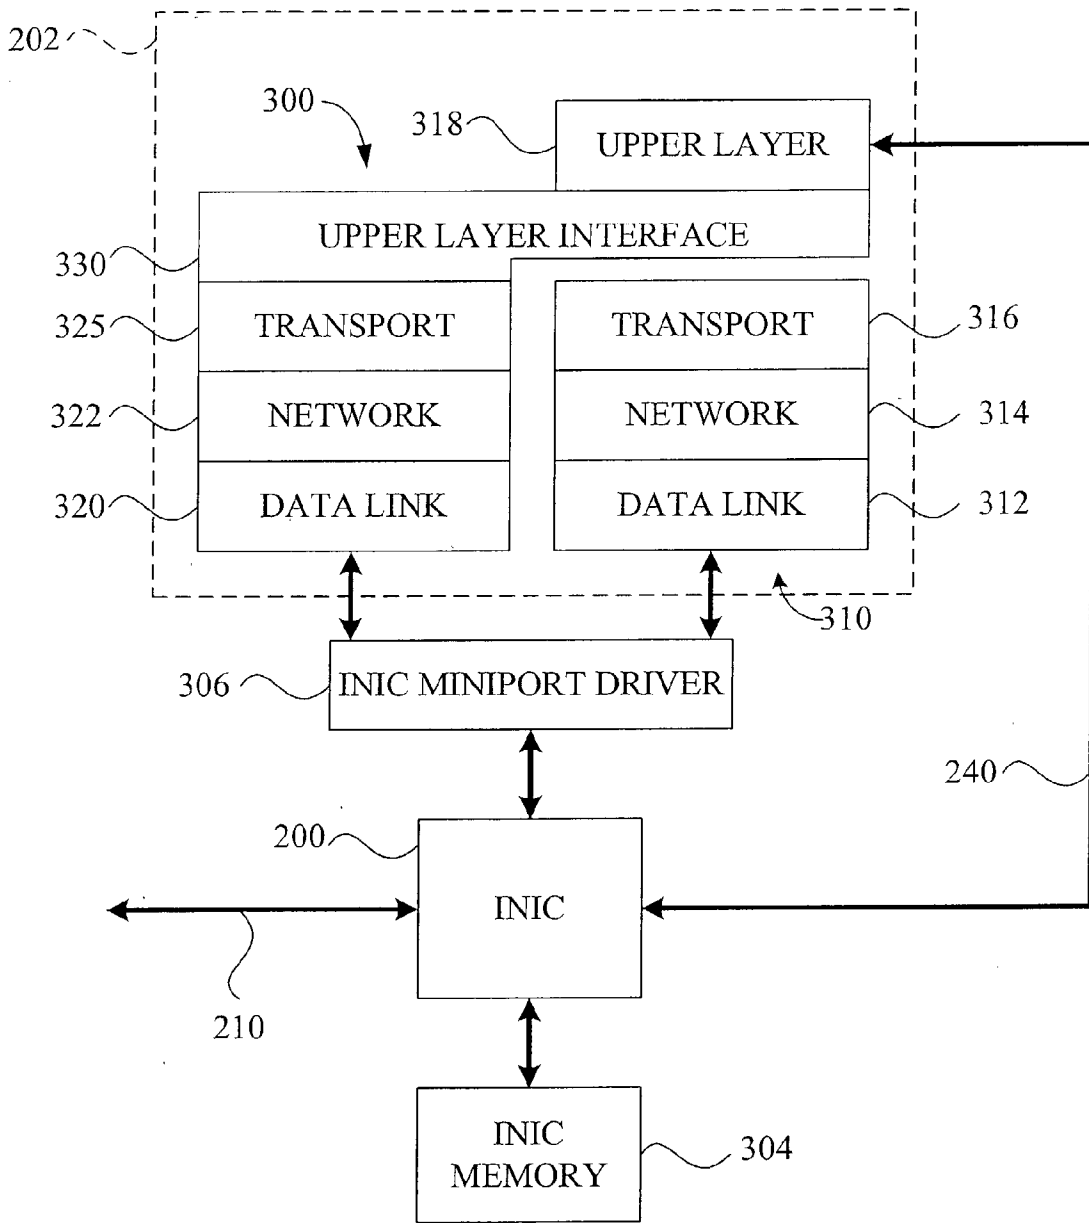 202
300
318
UPPER LAYER
UPPER LAYER INTERFACE
330
325
TRANSPORT
TRANSPORT
316
322
NETWORK
NETWORK
314
320
DATA LINK
DATA LINK
312
310
306
INIC MINIPORT DRIVER
240
200
INIC
210
INIC
MEMORY
304